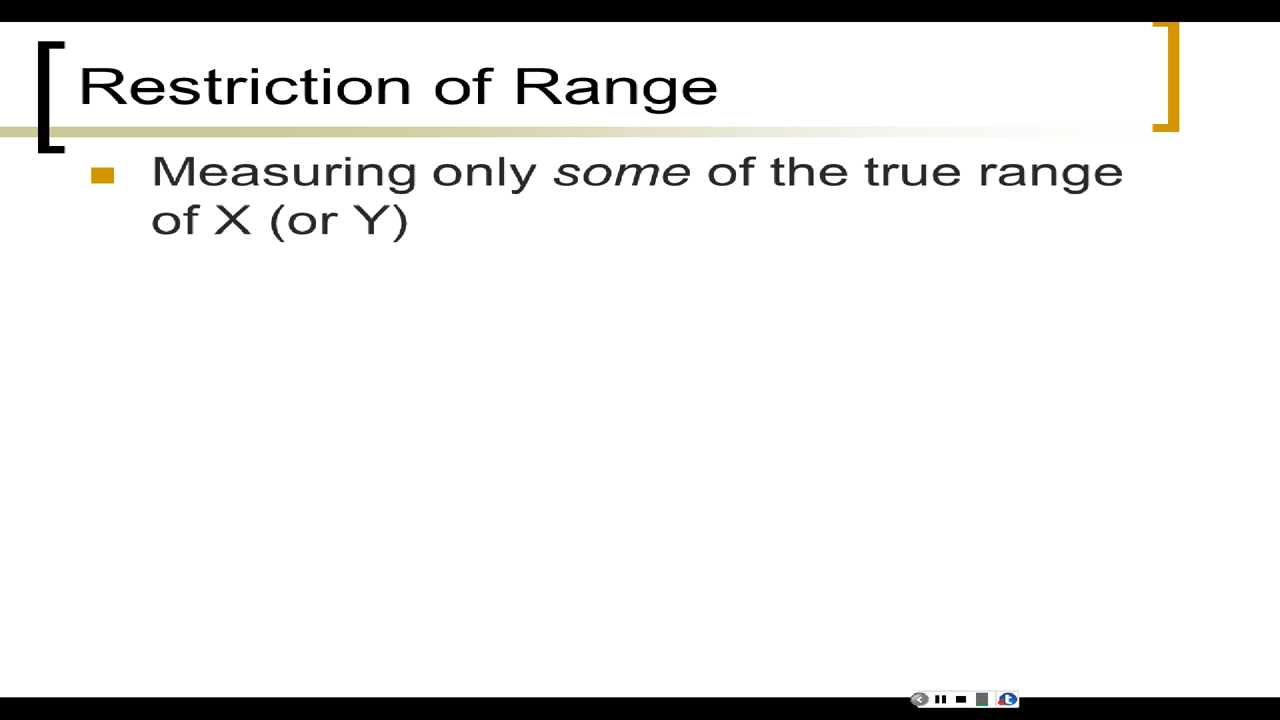 Restriction of Range
Measuring only some of the true range
of X (or Y)